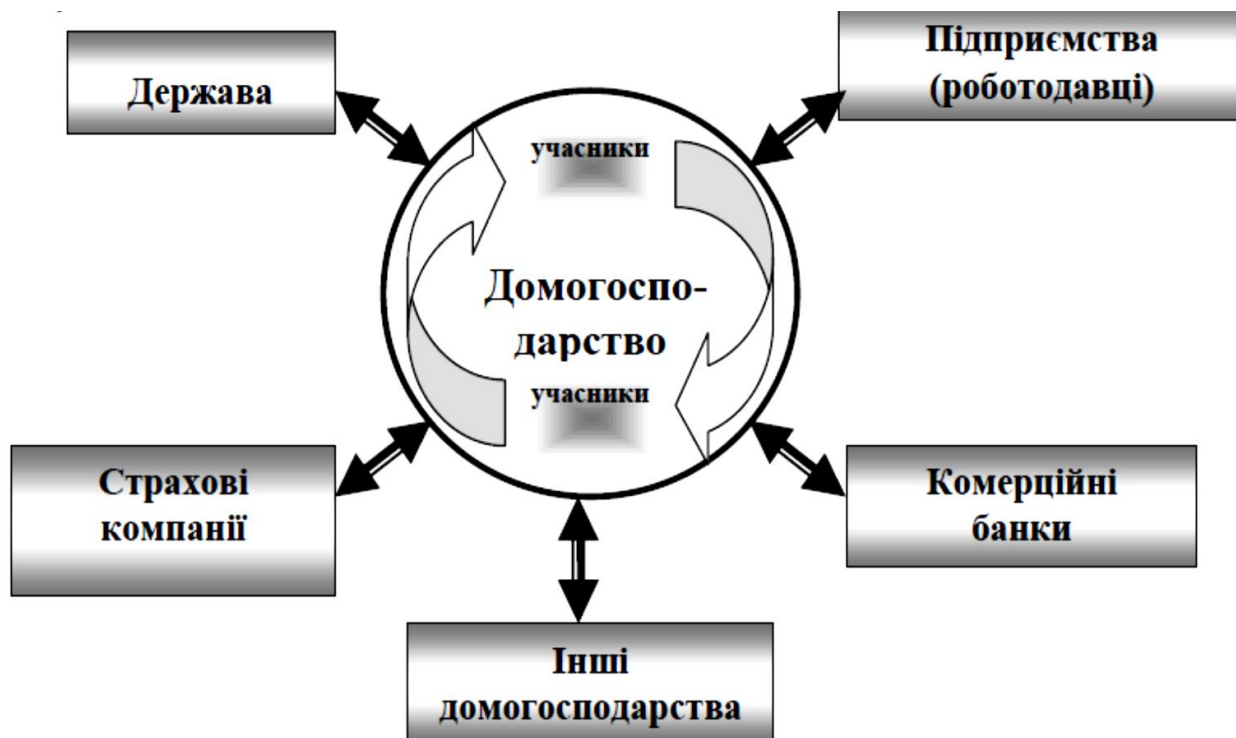 Держава
Підприємства
(роботодавці)
учасники
Домогоспо-
дарство
учасники
Страхові
компанії
Комерційні
банки
Інші
домогосподарства